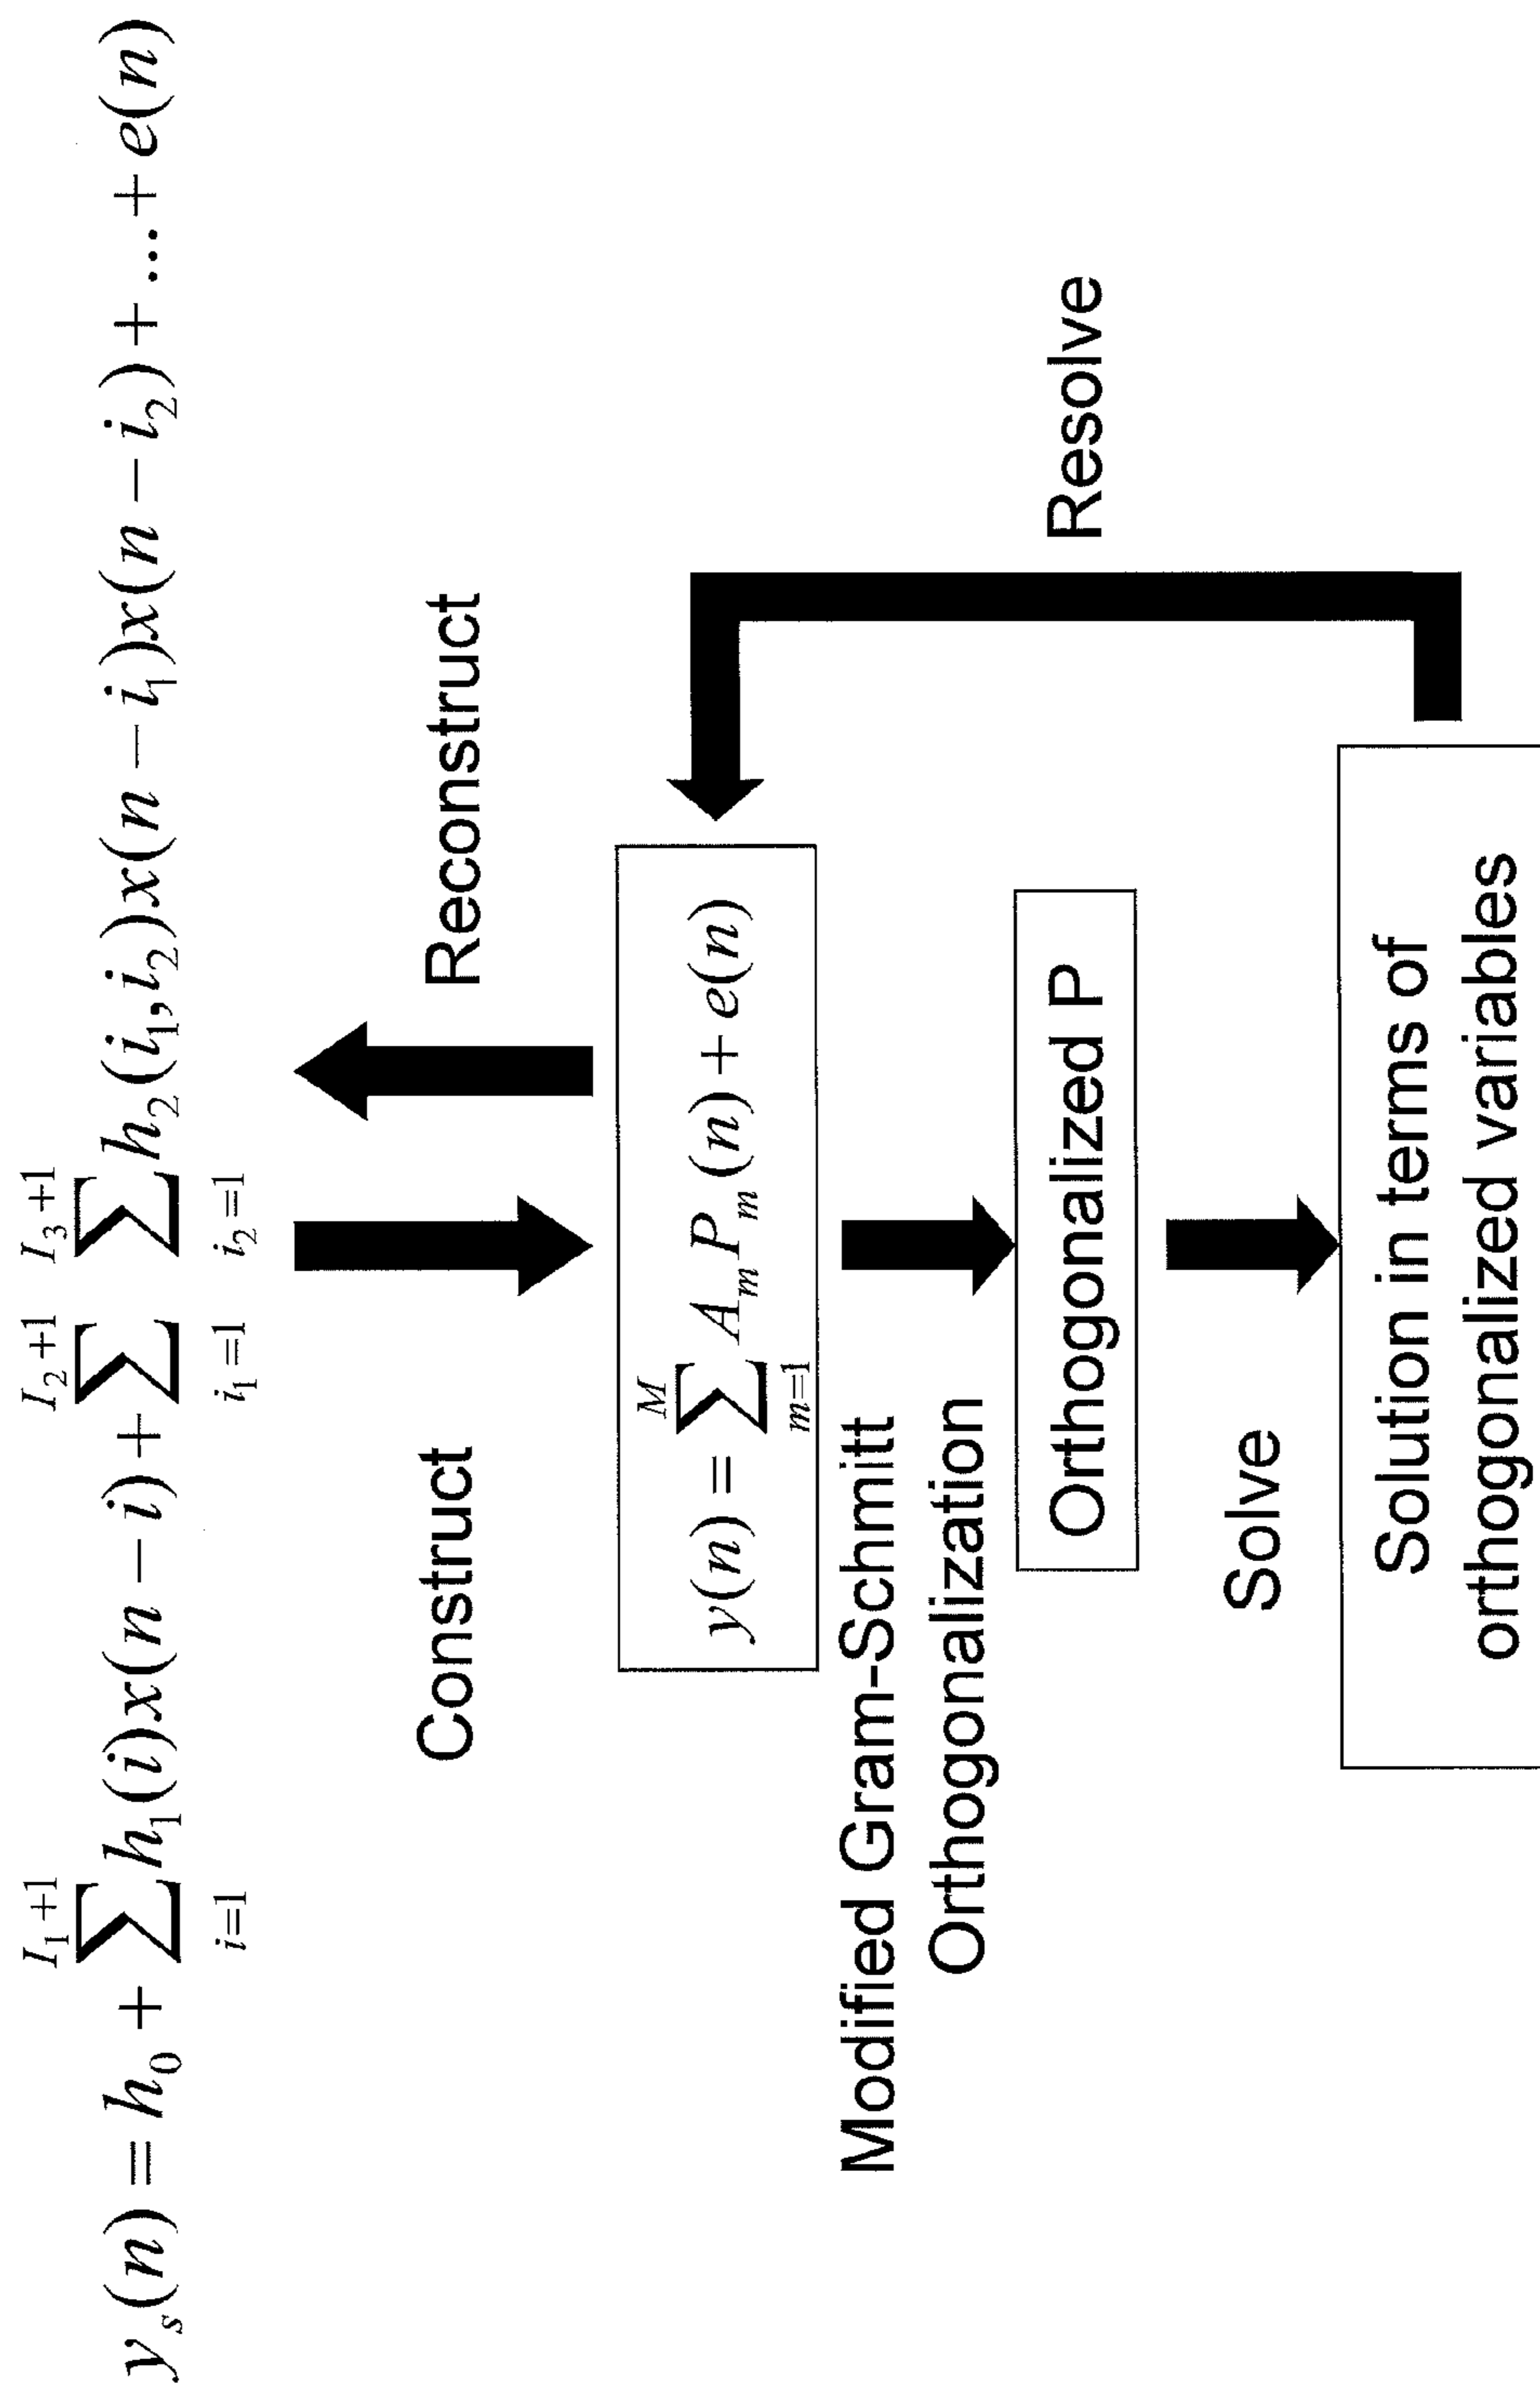 y_s(n) = h_0 + \sum_{i=1}^{I_1+1} h_1(i)x(n-i) + \sum_{i_1=1}^{I_2+1} \sum_{i_2=1}^{I_3+1} h_2(i_1,i_2)x(n-i_1)x(n-i_2) + ... + e(n)
Construct
Reconstruct
y(n) = \sum_{m=1}^{M} A_m P_m(n) + e(n)
Modified Gram-Schmitt
Orthogonalization
Orthogonalized P
Resolve
Solve
Solution in terms of
orthogonalized variables